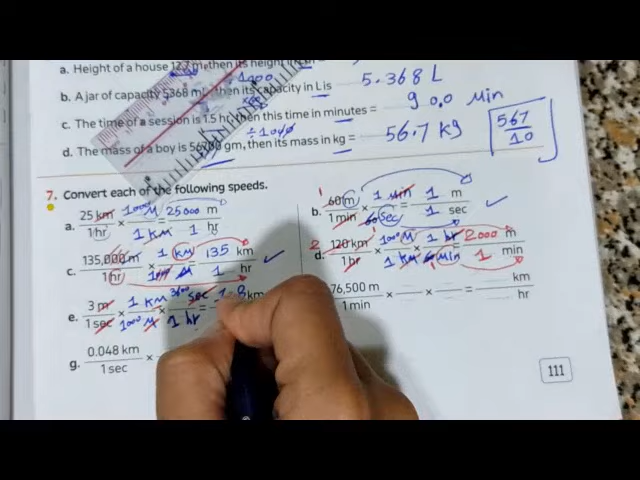 a. Height of a house 12.7 m, then its height in
1000
b. A jar of capacity 5368 mL, then its capacity in L is 5.368 L
c. The time of a session is 1.5 hr, then this time in minutes = 90.0 Min
÷1000
d. The mass of a boy is 56700 gm, then its mass in kg = 56.7 kg 567/10
7. Convert each of the following speeds.
a. 25 km/1 hr × 1000 M/1 KM = 25000 m/1 hr
b. 60 m/1 min × 1 Min/60 Sec = 1 m/1 sec
c. 135,000 m/1 hr × 1 KM/1000 M = 135 km/1 hr
d. 120 km/1 hr × 1000 M/1 KM × 1 hr/60 Min = 2000 m/1 min
e. 3 m/1 sec × 1 KM/1000 M × 3600 sec/1 hr = km
76,500 m/1 min × × = km/hr
g. 0.048 km/1 sec ×
111